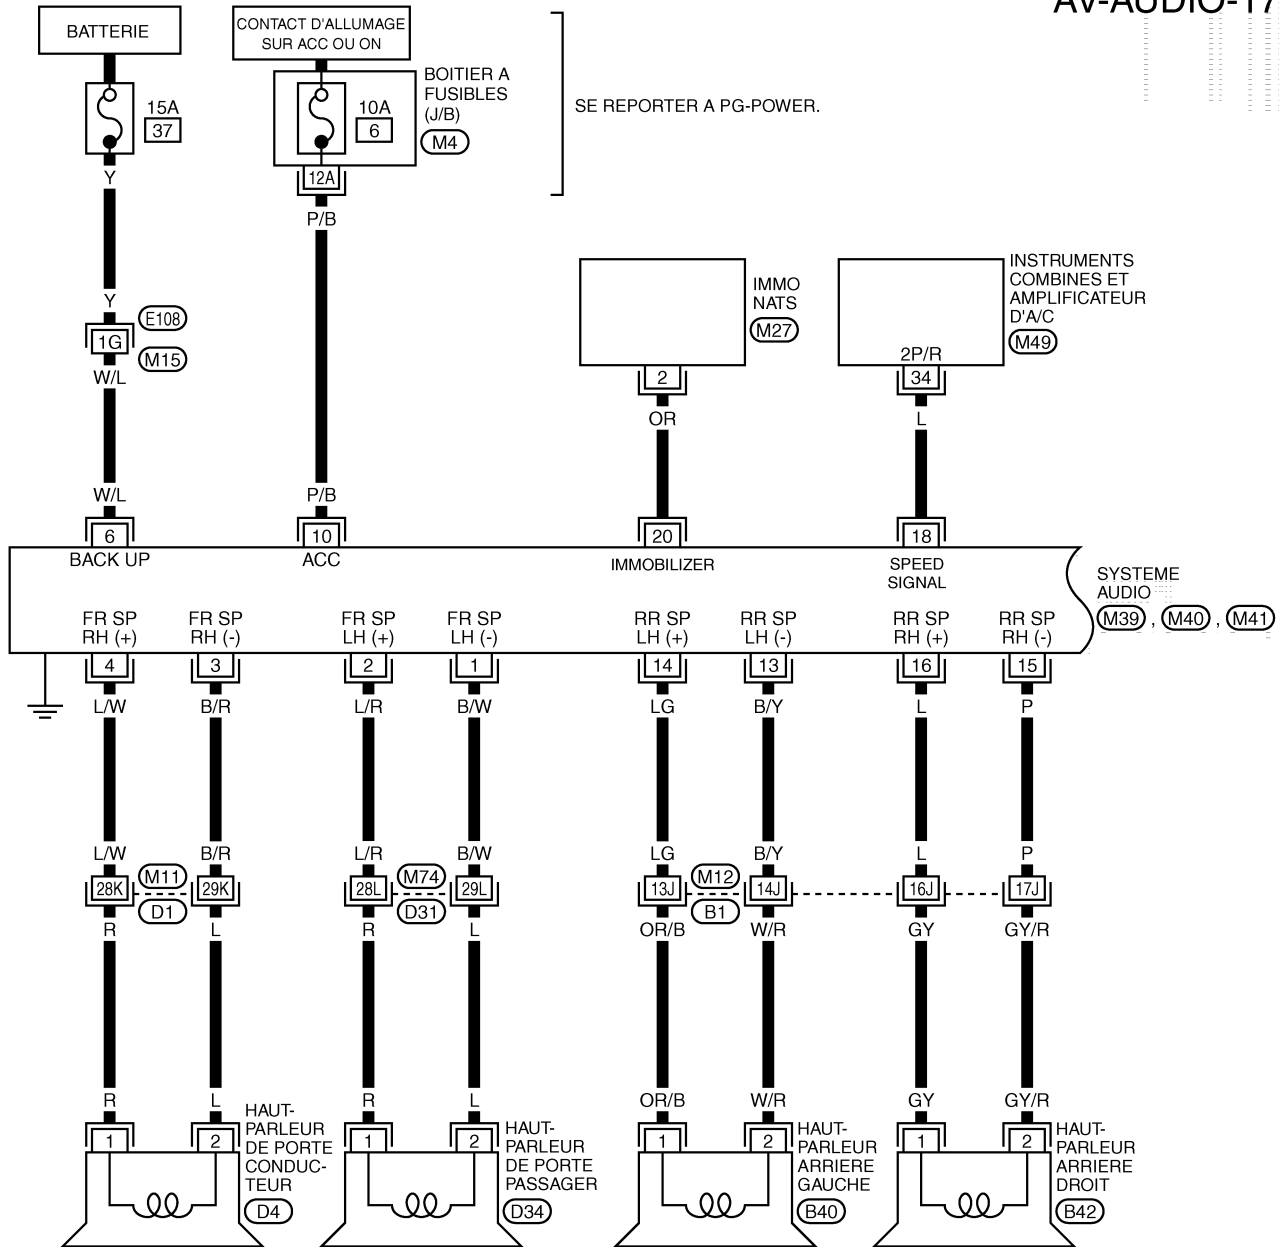 AV-AUDIO-17
BATTERIE
CONTACT D'ALLUMAGE
SUR ACC OU ON
15A
37
10A
6
BOITIER A
FUSIBLES
(J/B)
M4
SE REPORTER A PG-POWER.
12A
Y
P/B
Y
E108
1G
M15
W/L
IMMO
NATS
M27
INSTRUMENTS
COMBINES ET
AMPLIFICATEUR
D'A/C
M49
2P/R
2
34
OR
L
W/L
P/B
6
10
20
18
BACK UP
ACC
IMMOBILIZER
SPEED
SIGNAL
SYSTEME
AUDIO
M39 , M40 , M41
FR SP
RH (+)
FR SP
RH (-)
FR SP
LH (+)
FR SP
LH (-)
RR SP
LH (+)
RR SP
LH (-)
RR SP
RH (+)
RR SP
RH (-)
4
3
2
1
14
13
16
15
L/W
B/R
L/R
B/W
LG
B/Y
L
P
L/W
B/R
L/R
B/W
LG
B/Y
L
P
28K
M11
D1
29K
28L
M74
D31
29L
13J
M12
B1
14J
16J
17J
R
L
R
L
OR/B
W/R
GY
GY/R
R
L
R
L
OR/B
W/R
GY
GY/R
1
2
HAUT-
PARLEUR
DE PORTE
CONDUC-
TEUR
D4
1
2
HAUT-
PARLEUR
DE PORTE
PASSAGER
D34
1
2
HAUT-
PARLEUR
ARRIERE
GAUCHE
B40
1
2
HAUT-
PARLEUR
ARRIERE
DROIT
B42